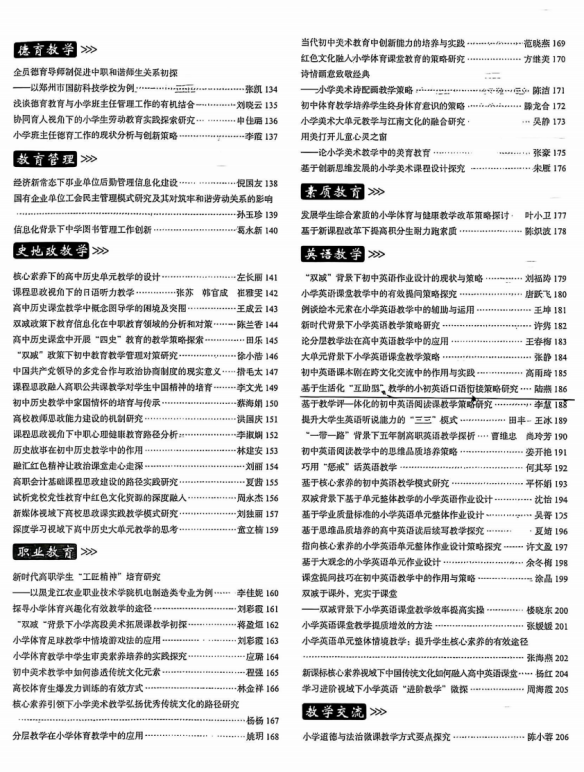 德育教学 >>>
全员德育导师制促进中职和谐师生关系初探
——以郑州市国防科技学校为例……张凯 134
浅谈德育教育与小学班主任管理工作的有机结合……刘晓云 135
协同育人视角下的小学生劳动教育实践探索研究……申佳璐 136
小学班主任德育工作的现状分析与创新策略……李霞 137
教育管理 >>>
经济新常态下事业单位后勤管理信息化建设……倪国友 138
国有企业单位工会民主管理模式研究及其对筑牢和谐劳动关系的影响
……孙玉珍 139
信息化背景下中学图书管理工作创新……葛永新 140
史地政教学 >>>
核心素养下的高中历史单元教学的设计……左长丽 141
课程思政视角下的日语听力教学……张苏 韩官成 崔雅雯 142
高中历史课堂教学中概念图导学的困境及突围……王成云 143
双减政策下教育信息化在中职教育领域的分析和对策……陈兰香 144
高中历史课堂中开展“四史”教育的教学策略探索……田乐 145
“双减”政策下初中教育教学管理对策研究……徐小浩 146
中国共产党领导的多党合作与政治协商制度的现实意义……措毛太 147
课程思政融入高职公共课教学对学生中国精神的培育……李文光 149
初中历史教学中家国情怀的培育与传承……蔡海娟 150
高校教师思政能力建设的机制研究……洪国庆 151
课程思政视角下中职心理健康教育路径分析……李淑娴 152
历史故事在初中历史教学中的作用……林建安 153
融汇红色精神让政治课堂走心走深……刘丽 154
高职会计基础课程思政建设的路径实践研究……夏茜 155
试析党校党性教育中红色文化资源的深度融入……周永杰 156
新媒体视域下高校思政课实践教学模式研究……刘独丽 157
深度学习视域下高中历史大单元教学的思考……童立楠 159
职业教育 >>>
新时代高职学生“工匠精神”培育研究
——以黑龙江农业职业技术学院机电制造类专业为例……李佳妮 160
探寻小学体育兴趣化有效教学的途径……刘彩霞 161
“双减“背景下小学高段美术拓展课教学初探……蒋盈烜 162
小学体育足球教学中情境游戏法的应用……刘彩霞 163
小学体育教学中学生审美素养培养的实践探究……应璐 164
初中美术教学中如何渗透传统文化元素……程强 165
高校体育生爆发力训练的有效方式……林金祥 166
核心素养引领下小学美术教学弘扬优秀传统文化的路径研究
……杨杨 167
分层教学在小学体育教学中的应用……姚玥 168
当代初中美术教育中创新能力的培养与实践……范晓燕 169
红色文化融入小学体育课堂教育的策略研究……方继美 170
诗情画意致敬经典
——小学美术诗配画教学策略……陈洁 171
初中体育教学培养学生终身体育意识的策略……滕龙合 172
小学美术大单元教学与江南文化的融合研究……吴静 173
用美打开儿童心灵之窗
——论小学美术教学中的美育教育……张豪 175
基于创新思维发展的小学美术课程设计探究……朱雁 176
素质教育 >>>
发展学生综合素质的小学体育与健康教学改革策略探讨……叶小卫 177
基于新课程改革下提高积分生耐力跑素质……陈炽波 178
英语教学 >>>
“双减”背景下初中英语作业设计的现状与策略……刘福涛 179
小学英语课堂教学中的有效提问策略探究……唐跃飞 180
例谈绘本元素在小学英语教学中的辅助与运用……王坤 181
新时代背景下小学英语教学策略研究……许隽 182
论分层教学法在高中英语教学中的应用……王春梅 183
大单元背景下小学英语课堂教学策略……张静 184
初中英语课本剧在跨文化交流中的作用与实践……高雨绮 185
基于生活化“互助型”教学的小初英语口语衔接策略研究……陆燕 186
基于教学评一体化的初中英语阅读课教学策略研究……李慧 188
提升大学生英语听说能力的“三三”模式……田丰 王冰 189
“一带一路”背景下五年制高职英语教学探析……曹维忠 尚玲芳 190
初中英语阅读教学中的思维品质培养策略……姜开艳 191
巧用“惩戒”话英语教学……何其琴 192
基于核心素养的初中英语教学模式研究……平怀娟 193
双减背景下基于单元整体教学的小学英语作业设计……沈怡 194
基于学业质量标准的小学英语单元整体作业设计……吴菁 195
基于思维品质培养的高中英语读后续写教学探究……夏婧 196
指向核心素养的小学英语单元整体作业设计策略探究……许文盈 197
基于大观念的小学英语单元作业设计……余冬梅 198
课堂提问技巧在初中英语教学中的作用与策略……徐晶 199
双减于课外、充实于课堂
——双减背景下小学英语课堂教学效率提高实操……楼晓东 200
小学英语课堂教学提质增效的方法……张媛媛 201
小学英语单元整体情境教学：提升学生核心素养的有效途径
……张海燕 202
新课标核心素养视域下中国传统文化如何融入高中英语课堂……杨红 204
学习进阶视域下小学英语“进阶教学”微探……周海霞 205
教学交流 >>>
小学道德与法治微课教学方式要点探究……陈小蓉 206